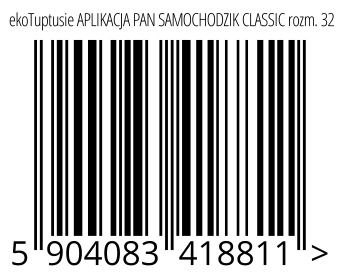 ekoTuptusie APLIKACJA PAN SAMOCHODZIK CLASSIC rozm. 32
5 904083 418811 >